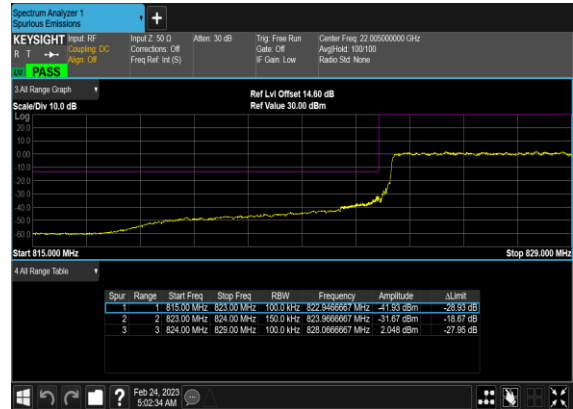 Spectrum Analyzer 1
Spurious Emissions
KEYSIGHT Input: RF Input Z: 50 Ω Atten: 30 dB Trig: Free Run Center Freq: 22.005000000 GHz
R T Coupling: DC Corrections: Off Gate: Off Avg|Hold: 100/100
Align: Off Freq Ref: Int (S) IF Gain: Low Radio Std: None
PASS
3 All Range Graph
Ref Lvl Offset 14.60 dB
Scale/Div 10.0 dB Ref Value 30.00 dBm
Log
20.0
10.0
0.00
-10.0
-20.0
-30.0
-40.0
-50.0
-60.0
Start 815.000 MHz Stop 829.000 MHz
4 All Range Table
Spur Range Start Freq Stop Freq RBW Frequency Amplitude ΔLimit
1 1 815.00 MHz 823.00 MHz 100.0 kHz 822.9466667 MHz -41.93 dBm -28.93 dB
2 2 823.00 MHz 824.00 MHz 150.0 kHz 823.9666667 MHz -31.67 dBm -18.67 dB
3 3 824.00 MHz 829.00 MHz 100.0 kHz 828.0666667 MHz 2.048 dBm -27.95 dB
? Feb 24, 2023
5:02:34 AM